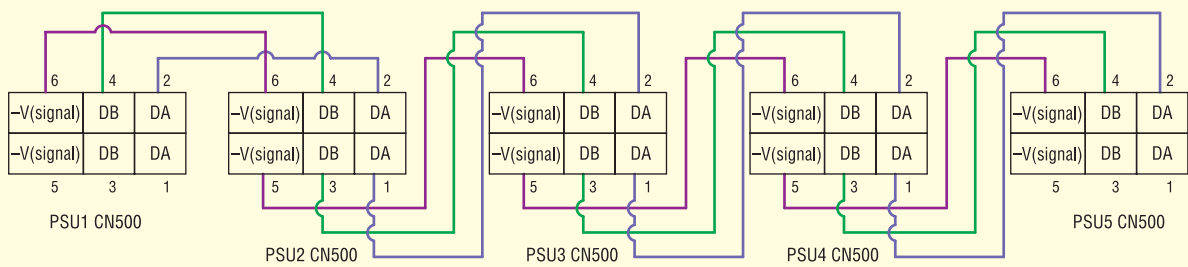 6 4 2 6 4 2 6 4 2 6 4 2 6 4 2
–V(signal) DB DA –V(signal) DB DA –V(signal) DB DA –V(signal) DB DA –V(signal) DB DA
–V(signal) DB DA –V(signal) DB DA –V(signal) DB DA –V(signal) DB DA –V(signal) DB DA
5 3 1 5 3 1 5 3 1 5 3 1 5 3 1
PSU1 CN500 PSU5 CN500
PSU2 CN500 PSU3 CN500 PSU4 CN500